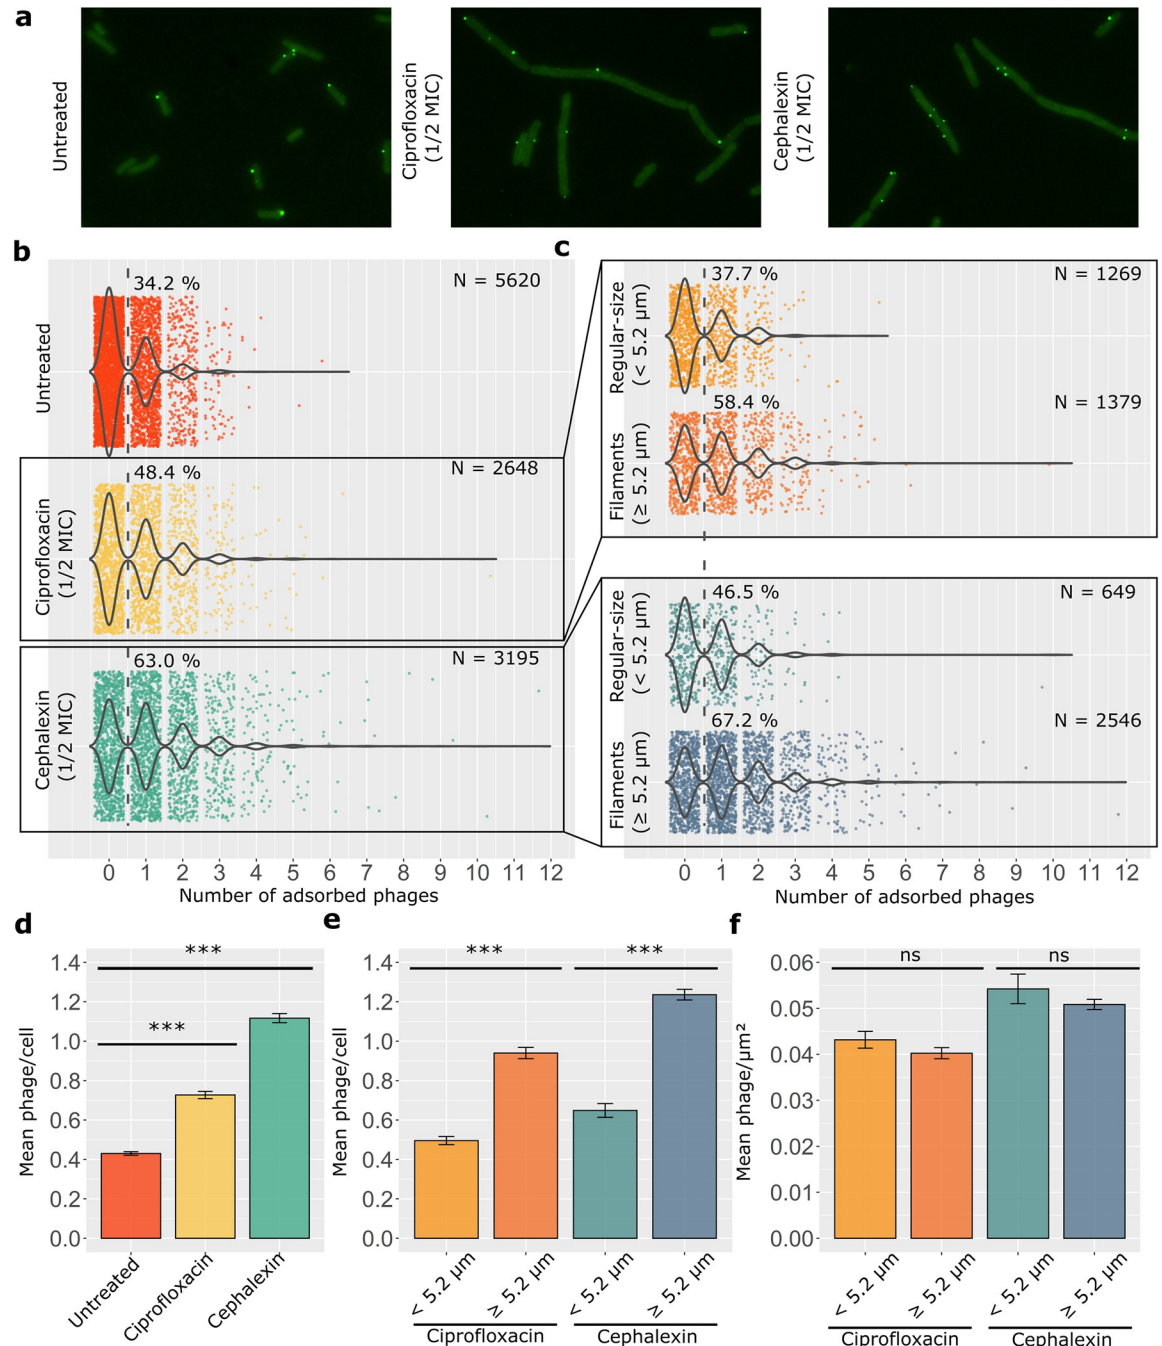 a
Untreated
Ciprofloxacin
(1/2 MIC)
Cephalexin
(1/2 MIC)
b
Untreated
34.2 %
N = 5620
Ciprofloxacin
(1/2 MIC)
48.4 %
N = 2648
Cephalexin
(1/2 MIC)
63.0 %
N = 3195
0 1 2 3 4 5 6 7 8 9 10 11 12
Number of adsorbed phages
c
Regular-size
(< 5.2 µm)
37.7 %
N = 1269
Filaments
(≥ 5.2 µm)
58.4 %
N = 1379
Regular-size
(< 5.2 µm)
46.5 %
N = 649
Filaments
(≥ 5.2 µm)
67.2 %
N = 2546
0 1 2 3 4 5 6 7 8 9 10 11 12
Number of adsorbed phages
d
Mean phage/cell
1.4
1.2
1.0
0.8
0.6
0.4
0.2
0.0
***
***
Untreated
Ciprofloxacin
Cephalexin
e
Mean phage/cell
1.4
1.2
1.0
0.8
0.6
0.4
0.2
0.0
*** ***
< 5.2 µm
≥ 5.2 µm
< 5.2 µm
≥ 5.2 µm
Ciprofloxacin Cephalexin
f
Mean phage/µm²
0.06
0.05
0.04
0.03
0.02
0.01
0.00
ns ns
< 5.2 µm
≥ 5.2 µm
< 5.2 µm
≥ 5.2 µm
Ciprofloxacin Cephalexin